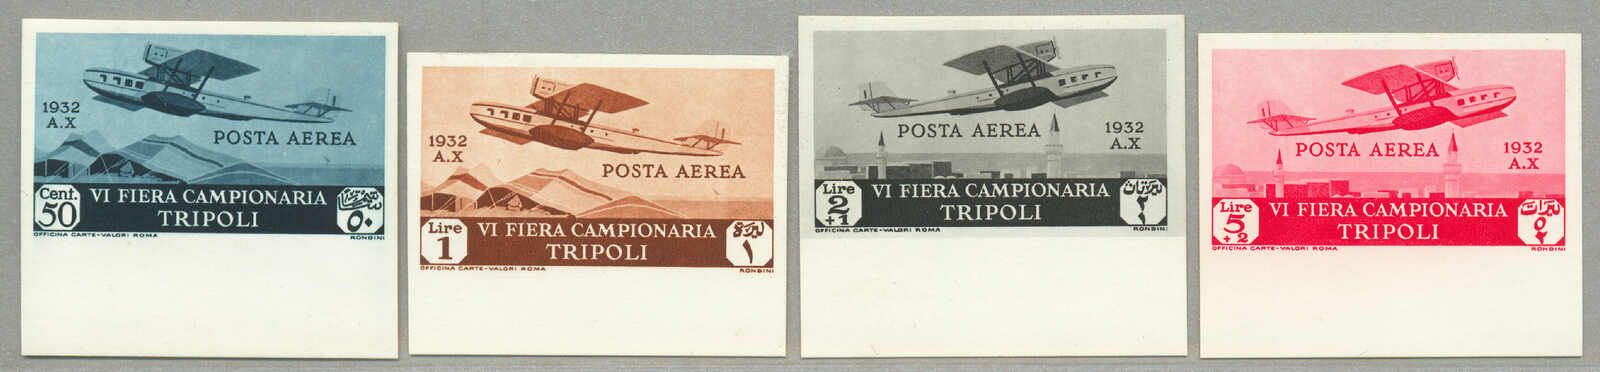 1932
A.X
POSTA AEREA
Cent. 50
VI FIERA CAMPIONARIA
TRIPOLI
٥٠
OFFICINA CARTE-VALORI ROMA
RONDINI
1932
A.X
POSTA AEREA
Lire 1
VI FIERA CAMPIONARIA
TRIPOLI
١
OFFICINA CARTE-VALORI ROMA
RONDINI
POSTA AEREA
1932
A.X
Lire 2+1
VI FIERA CAMPIONARIA
TRIPOLI
OFFICINA CARTE-VALORI ROMA
RONDINI
POSTA AEREA
1932
A.X
Lire 5+2
VI FIERA CAMPIONARIA
TRIPOLI
OFFICINA CARTE-VALORI ROMA
RONDINI